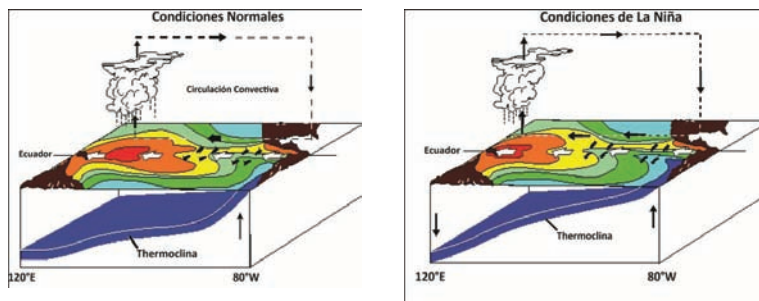 Condiciones Normales
Circulación Convectiva
Ecuador
Thermoclina
120°E
80°W
Condiciones de La Niña
Ecuador
Thermoclina
120°E
80°W